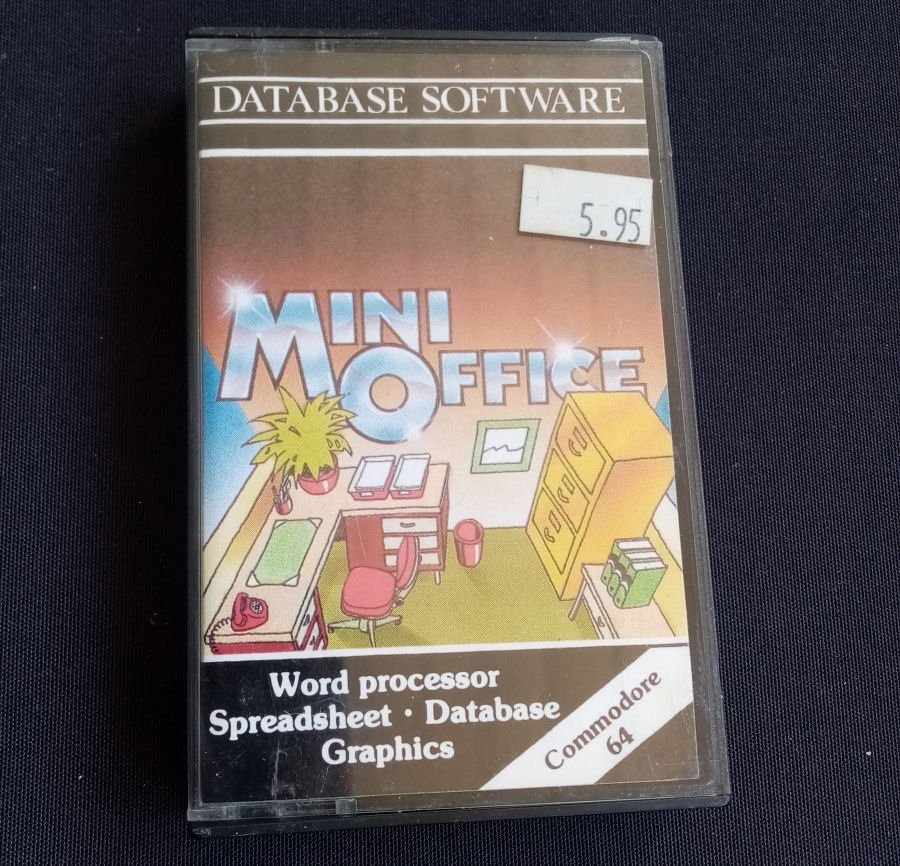 DATABASE SOFTWARE
5.95
MINI
OFFICE
Word processor
Spreadsheet · Database
Graphics
Commodore
64